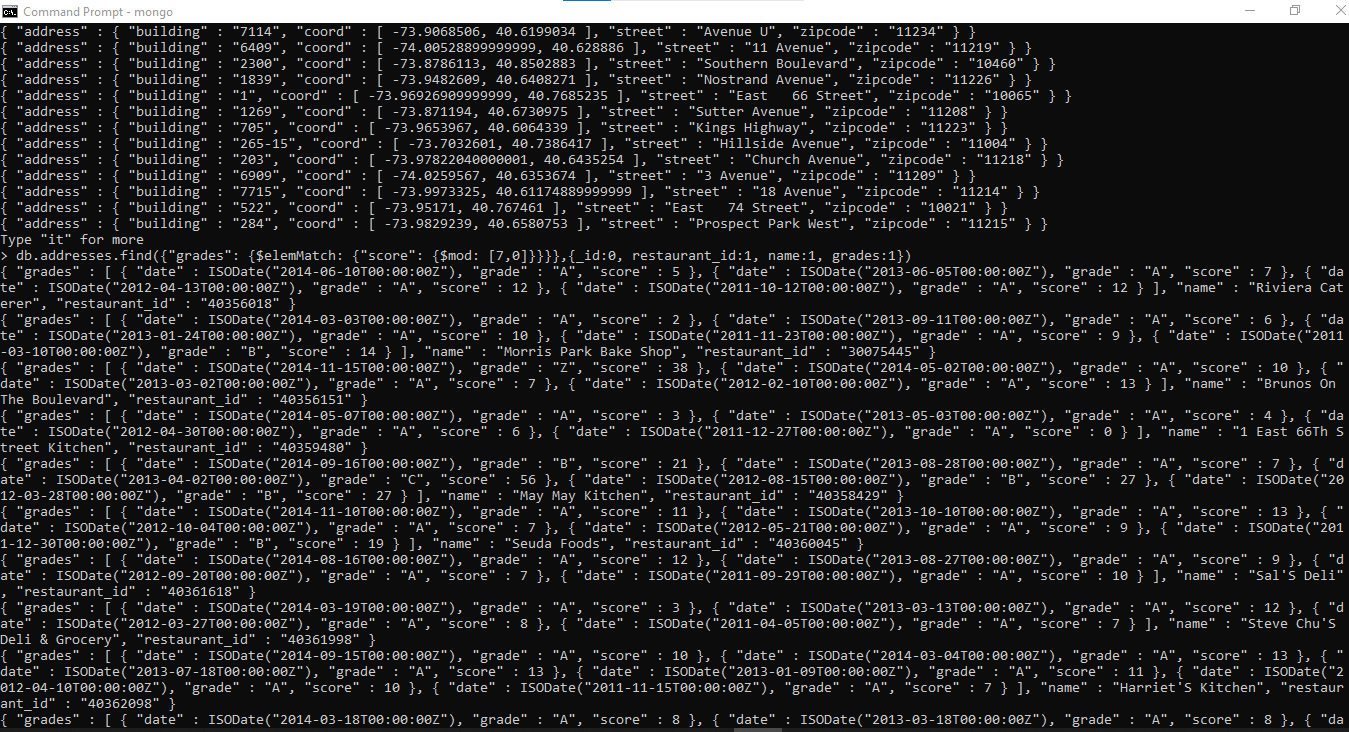 Command Prompt - mongo
{ "address" : { "building" : "7114", "coord" : [ -73.9068506, 40.6199034 ], "street" : "Avenue U", "zipcode" : "11234" } }
{ "address" : { "building" : "6409", "coord" : [ -74.00528899999999, 40.628886 ], "street" : "11 Avenue", "zipcode" : "11219" } }
{ "address" : { "building" : "2300", "coord" : [ -73.8786113, 40.8502883 ], "street" : "Southern Boulevard", "zipcode" : "10460" } }
{ "address" : { "building" : "1839", "coord" : [ -73.9482609, 40.6408271 ], "street" : "Nostrand Avenue", "zipcode" : "11226" } }
{ "address" : { "building" : "1", "coord" : [ -73.96926909999999, 40.7685235 ], "street" : "East   66 Street", "zipcode" : "10065" } }
{ "address" : { "building" : "1269", "coord" : [ -73.871194, 40.6730975 ], "street" : "Sutter Avenue", "zipcode" : "11208" } }
{ "address" : { "building" : "705", "coord" : [ -73.9653967, 40.6064339 ], "street" : "Kings Highway", "zipcode" : "11223" } }
{ "address" : { "building" : "265-15", "coord" : [ -73.7032601, 40.7386417 ], "street" : "Hillside Avenue", "zipcode" : "11004" } }
{ "address" : { "building" : "203", "coord" : [ -73.97822040000001, 40.6435254 ], "street" : "Church Avenue", "zipcode" : "11218" } }
{ "address" : { "building" : "6909", "coord" : [ -74.0259567, 40.6353674 ], "street" : "3 Avenue", "zipcode" : "11209" } }
{ "address" : { "building" : "7715", "coord" : [ -73.9973325, 40.61174889999999 ], "street" : "18 Avenue", "zipcode" : "11214" } }
{ "address" : { "building" : "522", "coord" : [ -73.95171, 40.767461 ], "street" : "East   74 Street", "zipcode" : "10021" } }
{ "address" : { "building" : "284", "coord" : [ -73.9829239, 40.6580753 ], "street" : "Prospect Park West", "zipcode" : "11215" } }
Type "it" for more
> db.addresses.find({"grades": {$elemMatch: {"score": {$mod: [7,0]}}}},{_id:0, restaurant_id:1, name:1, grades:1})
{ "grades" : [ { "date" : ISODate("2014-06-10T00:00:00Z"), "grade" : "A", "score" : 5 }, { "date" : ISODate("2013-06-05T00:00:00Z"), "grade" : "A", "score" : 7 }, { "da
te" : ISODate("2012-04-13T00:00:00Z"), "grade" : "A", "score" : 12 }, { "date" : ISODate("2011-10-12T00:00:00Z"), "grade" : "A", "score" : 12 } ], "name" : "Riviera Cat
erer", "restaurant_id" : "40356018" }
{ "grades" : [ { "date" : ISODate("2014-03-03T00:00:00Z"), "grade" : "A", "score" : 2 }, { "date" : ISODate("2013-09-11T00:00:00Z"), "grade" : "A", "score" : 6 }, { "da
te" : ISODate("2013-01-24T00:00:00Z"), "grade" : "A", "score" : 10 }, { "date" : ISODate("2011-11-23T00:00:00Z"), "grade" : "A", "score" : 9 }, { "date" : ISODate("2011
-03-10T00:00:00Z"), "grade" : "B", "score" : 14 } ], "name" : "Morris Park Bake Shop", "restaurant_id" : "30075445" }
{ "grades" : [ { "date" : ISODate("2014-11-15T00:00:00Z"), "grade" : "Z", "score" : 38 }, { "date" : ISODate("2014-05-02T00:00:00Z"), "grade" : "A", "score" : 10 }, { "
date" : ISODate("2013-03-02T00:00:00Z"), "grade" : "A", "score" : 7 }, { "date" : ISODate("2012-02-10T00:00:00Z"), "grade" : "A", "score" : 13 } ], "name" : "Brunos On
The Boulevard", "restaurant_id" : "40356151" }
{ "grades" : [ { "date" : ISODate("2014-05-07T00:00:00Z"), "grade" : "A", "score" : 3 }, { "date" : ISODate("2013-05-03T00:00:00Z"), "grade" : "A", "score" : 4 }, { "da
te" : ISODate("2012-04-30T00:00:00Z"), "grade" : "A", "score" : 6 }, { "date" : ISODate("2011-12-27T00:00:00Z"), "grade" : "A", "score" : 0 } ], "name" : "1 East 66Th S
treet Kitchen", "restaurant_id" : "40359480" }
{ "grades" : [ { "date" : ISODate("2014-09-16T00:00:00Z"), "grade" : "B", "score" : 21 }, { "date" : ISODate("2013-08-28T00:00:00Z"), "grade" : "A", "score" : 7 }, { "d
ate" : ISODate("2013-04-02T00:00:00Z"), "grade" : "C", "score" : 56 }, { "date" : ISODate("2012-08-15T00:00:00Z"), "grade" : "B", "score" : 27 }, { "date" : ISODate("20
12-03-28T00:00:00Z"), "grade" : "B", "score" : 27 } ], "name" : "May May Kitchen", "restaurant_id" : "40358429" }
{ "grades" : [ { "date" : ISODate("2014-11-10T00:00:00Z"), "grade" : "A", "score" : 11 }, { "date" : ISODate("2013-10-10T00:00:00Z"), "grade" : "A", "score" : 13 }, { "
date" : ISODate("2012-10-04T00:00:00Z"), "grade" : "A", "score" : 7 }, { "date" : ISODate("2012-05-21T00:00:00Z"), "grade" : "A", "score" : 9 }, { "date" : ISODate("201
1-12-30T00:00:00Z"), "grade" : "B", "score" : 19 } ], "name" : "Seuda Foods", "restaurant_id" : "40360045" }
{ "grades" : [ { "date" : ISODate("2014-08-16T00:00:00Z"), "grade" : "A", "score" : 12 }, { "date" : ISODate("2013-08-27T00:00:00Z"), "grade" : "A", "score" : 9 }, { "d
ate" : ISODate("2012-09-20T00:00:00Z"), "grade" : "A", "score" : 7 }, { "date" : ISODate("2011-09-29T00:00:00Z"), "grade" : "A", "score" : 10 } ], "name" : "Sal'S Deli"
, "restaurant_id" : "40361618" }
{ "grades" : [ { "date" : ISODate("2014-03-19T00:00:00Z"), "grade" : "A", "score" : 3 }, { "date" : ISODate("2013-03-13T00:00:00Z"), "grade" : "A", "score" : 12 }, { "d
ate" : ISODate("2012-03-27T00:00:00Z"), "grade" : "A", "score" : 8 }, { "date" : ISODate("2011-04-05T00:00:00Z"), "grade" : "A", "score" : 7 } ], "name" : "Steve Chu'S
Deli & Grocery", "restaurant_id" : "40361998" }
{ "grades" : [ { "date" : ISODate("2014-09-15T00:00:00Z"), "grade" : "A", "score" : 10 }, { "date" : ISODate("2014-03-04T00:00:00Z"), "grade" : "A", "score" : 13 }, { "
date" : ISODate("2013-07-18T00:00:00Z"), "grade" : "A", "score" : 13 }, { "date" : ISODate("2013-01-09T00:00:00Z"), "grade" : "A", "score" : 11 }, { "date" : ISODate("2
012-04-10T00:00:00Z"), "grade" : "A", "score" : 10 }, { "date" : ISODate("2011-11-15T00:00:00Z"), "grade" : "A", "score" : 7 } ], "name" : "Harriet'S Kitchen", "restaur
ant_id" : "40362098" }
{ "grades" : [ { "date" : ISODate("2014-03-18T00:00:00Z"), "grade" : "A", "score" : 8 }, { "date" : ISODate("2013-03-18T00:00:00Z"), "grade" : "A", "score" : 8 }, { "da